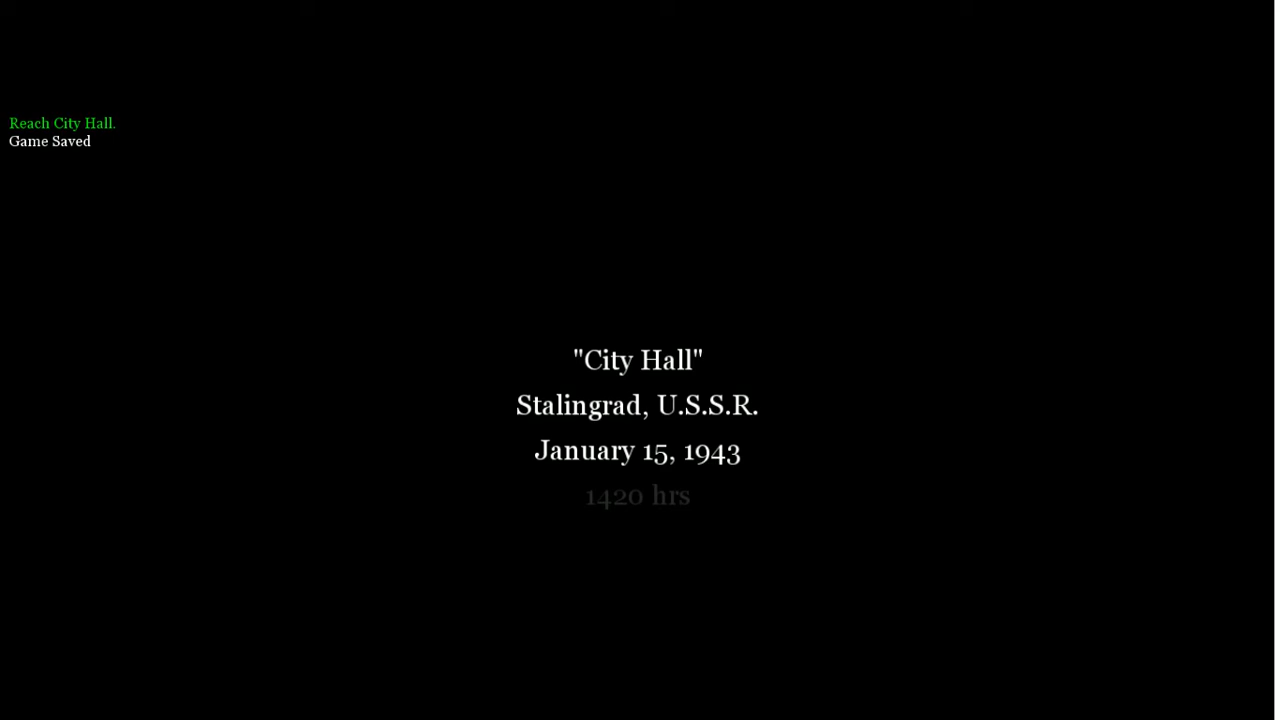 Reach City Hall.
Game Saved
"City Hall"
Stalingrad, U.S.S.R.
January 15, 1943
1420 hrs